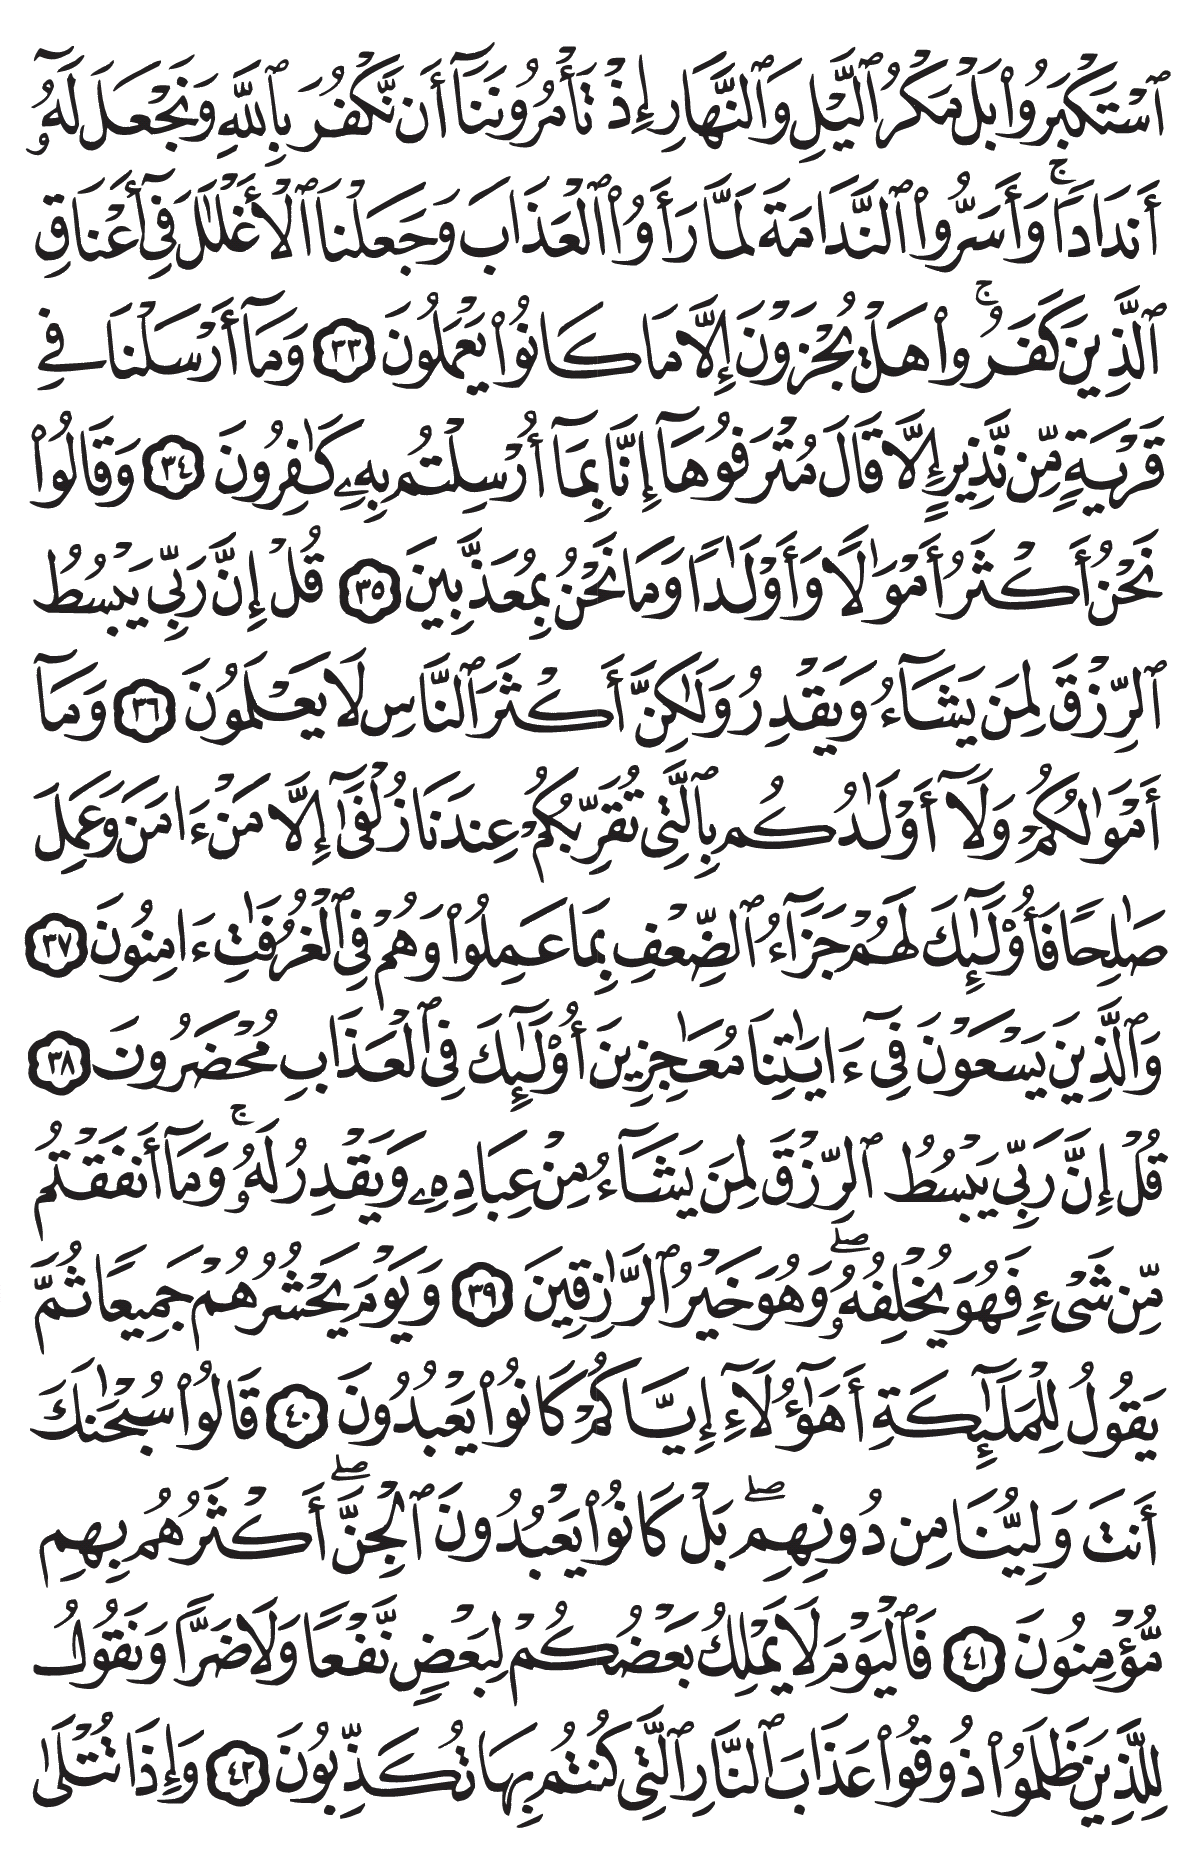 ٱسْتَكْبَرُوا۟ بَلْ مَكْرُ ٱلَّيْلِ وَٱلنَّهَارِ إِذْ تَأْمُرُونَنَآ أَن نَّكْفُرَ بِٱللَّهِ وَنَجْعَلَ لَهُۥٓ
أَندَادًا ۚ وَأَسَرُّوا۟ ٱلنَّدَامَةَ لَمَّا رَأَوُا۟ ٱلْعَذَابَ وَجَعَلْنَا ٱلْأَغْلَٰلَ فِىٓ أَعْنَاقِ
ٱلَّذِينَ كَفَرُوا۟ ۚ هَلْ يُجْزَوْنَ إِلَّا مَا كَانُوا۟ يَعْمَلُونَ ٣٣ وَمَآ أَرْسَلْنَا فِى
قَرْيَةٍ مِّن نَّذِيرٍ إِلَّا قَالَ مُتْرَفُوهَآ إِنَّا بِمَآ أُرْسِلْتُم بِهِۦ كَٰفِرُونَ ٣٤ وَقَالُوا۟
نَحْنُ أَكْثَرُ أَمْوَٰلًا وَأَوْلَٰدًا وَمَا نَحْنُ بِمُعَذَّبِينَ ٣٥ قُلْ إِنَّ رَبِّى يَبْسُطُ
ٱلرِّزْقَ لِمَن يَشَآءُ وَيَقْدِرُ وَلَٰكِنَّ أَكْثَرَ ٱلنَّاسِ لَا يَعْلَمُونَ ٣٦ وَمَآ
أَمْوَٰلُكُمْ وَلَآ أَوْلَٰدُكُم بِٱلَّتِى تُقَرِّبُكُمْ عِندَنَا زُلْفَىٰٓ إِلَّا مَنْ ءَامَنَ وَعَمِلَ
صَٰلِحًا فَأُو۟لَٰٓئِكَ لَهُمْ جَزَآءُ ٱلضِّعْفِ بِمَا عَمِلُوا۟ وَهُمْ فِى ٱلْغُرُفَٰتِ ءَامِنُونَ ٣٧
وَٱلَّذِينَ يَسْعَوْنَ فِىٓ ءَايَٰتِنَا مُعَٰجِزِينَ أُو۟لَٰٓئِكَ فِى ٱلْعَذَابِ مُحْضَرُونَ ٣٨
قُلْ إِنَّ رَبِّى يَبْسُطُ ٱلرِّزْقَ لِمَن يَشَآءُ مِنْ عِبَادِهِۦ وَيَقْدِرُ لَهُۥ ۚ وَمَآ أَنفَقْتُم
مِّن شَىْءٍ فَهُوَ يُخْلِفُهُۥ ۖ وَهُوَ خَيْرُ ٱلرَّٰزِقِينَ ٣٩ وَيَوْمَ يَحْشُرُهُمْ جَمِيعًا ثُمَّ
يَقُولُ لِلْمَلَٰٓئِكَةِ أَهَٰٓؤُلَآءِ إِيَّاكُمْ كَانُوا۟ يَعْبُدُونَ ٤٠ قَالُوا۟ سُبْحَٰنَكَ
أَنتَ وَلِيُّنَا مِن دُونِهِم ۖ بَلْ كَانُوا۟ يَعْبُدُونَ ٱلْجِنَّ ۖ أَكْثَرُهُم بِهِم
مُّؤْمِنُونَ ٤١ فَٱلْيَوْمَ لَا يَمْلِكُ بَعْضُكُمْ لِبَعْضٍ نَّفْعًا وَلَا ضَرًّا وَنَقُولُ
لِلَّذِينَ ظَلَمُوا۟ ذُوقُوا۟ عَذَابَ ٱلنَّارِ ٱلَّتِى كُنتُم بِهَا تُكَذِّبُونَ ٤٢ وَإِذَا تُتْلَىٰ